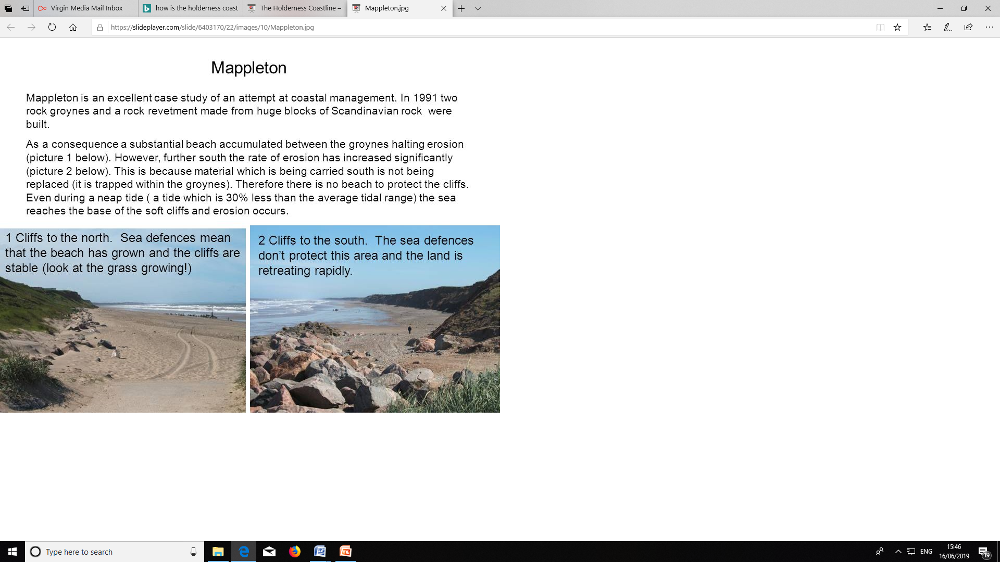 Virgin Media Mail Inbox
how is the holderness coast
The Holderness Coastline –
Mappleton.jpg
https://slideplayer.com/slide/6403170/22/images/10/Mappleton.jpg
Mappleton
Mappleton is an excellent case study of an attempt at coastal management. In 1991 two
rock groynes and a rock revetment made from huge blocks of Scandinavian rock were
built.
As a consequence a substantial beach accumulated between the groynes halting erosion
(picture 1 below). However, further south the rate of erosion has increased significantly
(picture 2 below). This is because material which is being carried south is not being
replaced (it is trapped within the groynes). Therefore there is no beach to protect the cliffs.
Even during a neap tide ( a tide which is 30% less than the average tidal range) the sea
reaches the base of the soft cliffs and erosion occurs.
1 Cliffs to the north. Sea defences mean
that the beach has grown and the cliffs are
stable (look at the grass growing!)
2 Cliffs to the south. The sea defences
don't protect this area and the land is
retreating rapidly.
Type here to search
ENG
15:46
16/06/2019
19